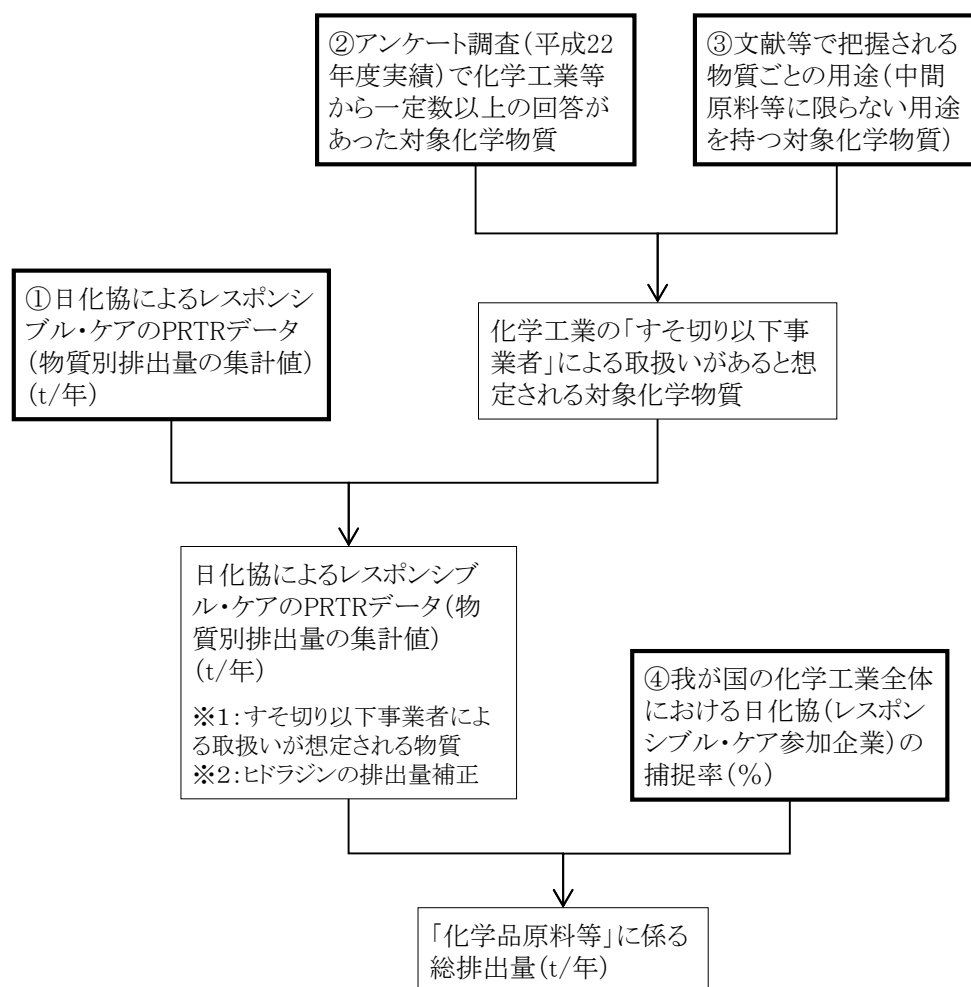 ②アンケート調査(平成22
年度実績)で化学工業等
から一定数以上の回答が
あった対象化学物質
③文献等で把握される
物質ごとの用途(中間
原料等に限らない用途
を持つ対象化学物質)
①日化協によるレスポンシ
ブル・ケアのPRTRデータ
(物質別排出量の集計値)
(t/年)
化学工業の「すそ切り以下事
業者」による取扱いがあると想
定される対象化学物質
日化協によるレスポンシブ
ル・ケアのPRTRデータ(物
質別排出量の集計値)
(t/年)
※1:すそ切り以下事業者によ
る取扱いが想定される物質
※2:ヒドラジンの排出量補正
④我が国の化学工業全体
における日化協(レスポン
シブル・ケア参加企業)の
捕捉率(%)
「化学品原料等」に係る
総排出量(t/年)